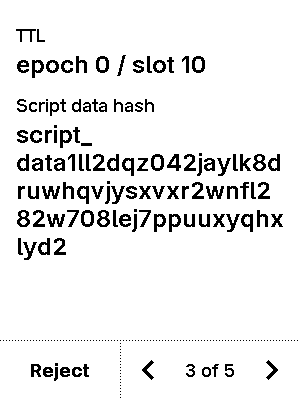 TTL
epoch 0 / slot 10
Script data hash
script_
data1ll2dqz042jaylk8d
ruwhqvjysxvxr2wnfl2
82w708lej7ppuuxyqhx
lyd2
Reject
3 of 5